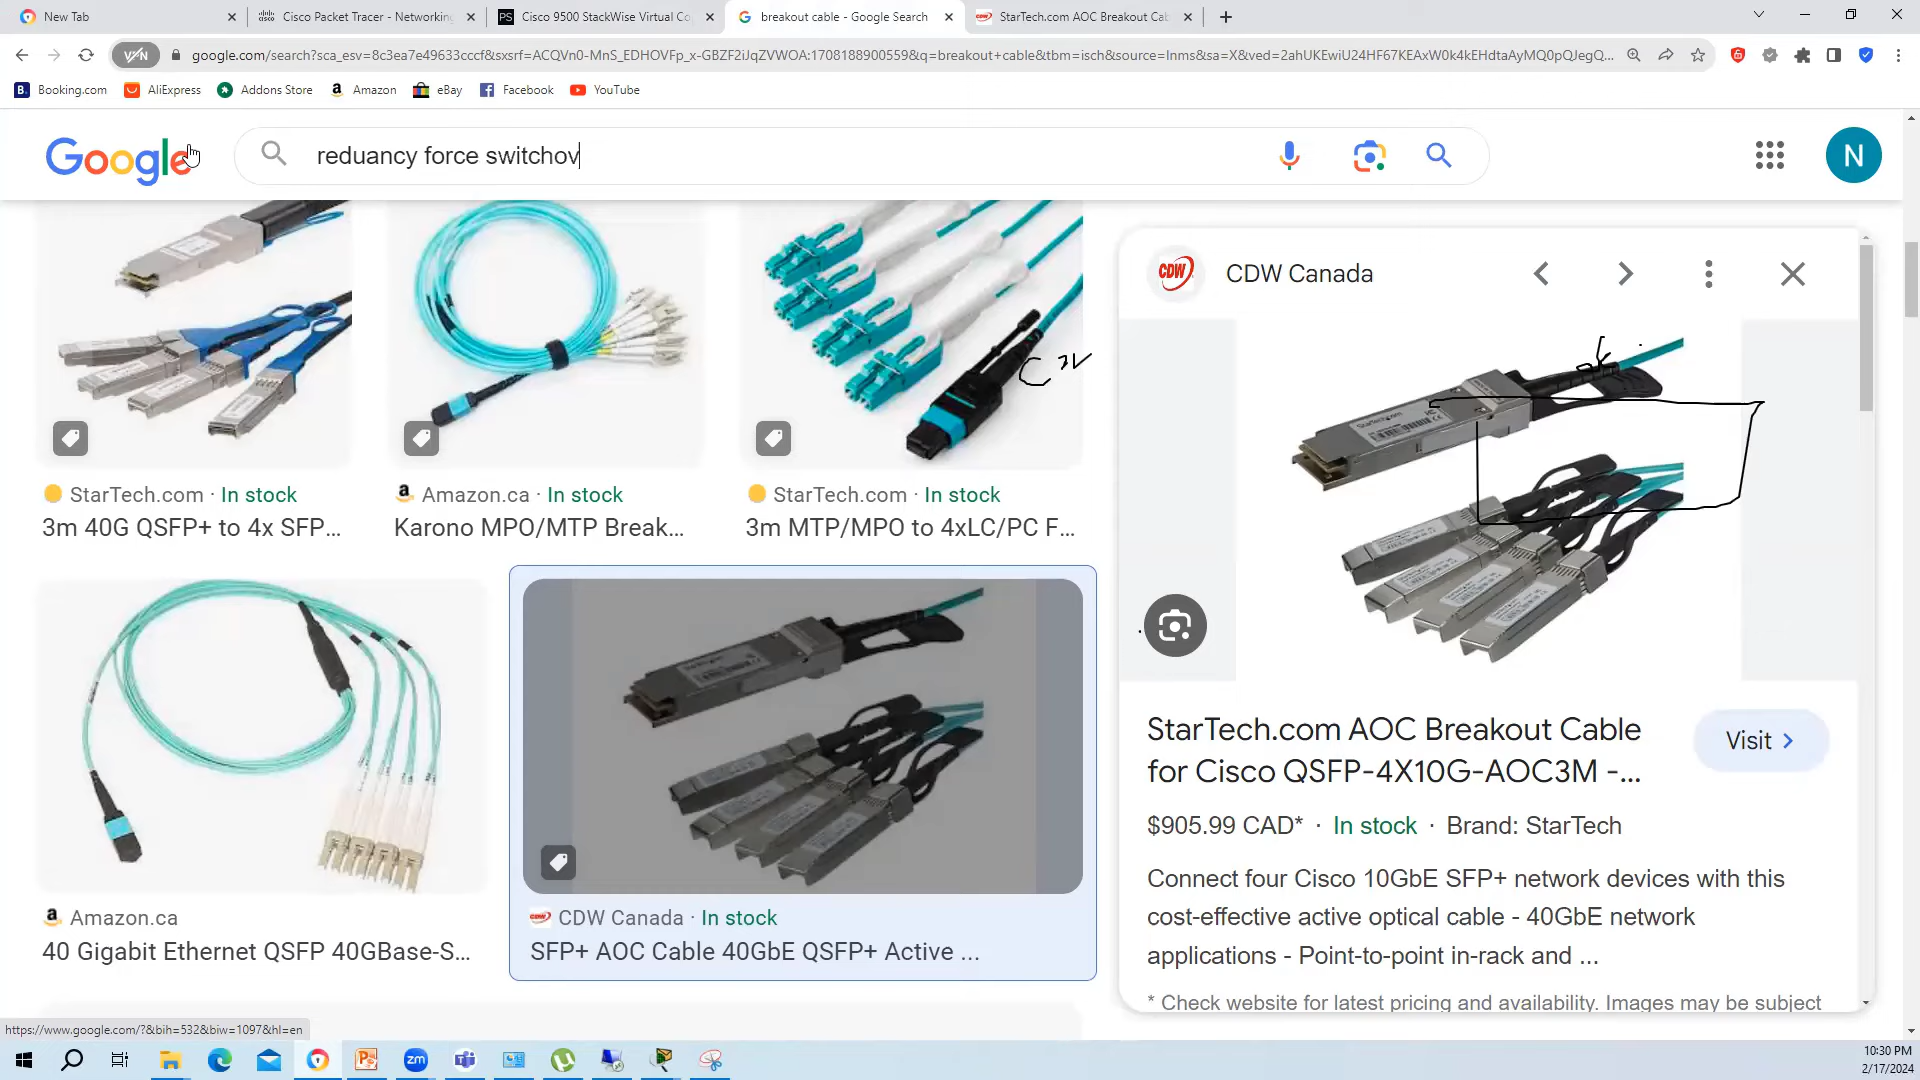 New Tab
Cisco Packet Tracer - Networking
Cisco 9500 StackWise Virtual Co
breakout cable - Google Search
StarTech.com AOC Breakout Cab
VPN
google.com/search?sca_esv=8c3ea7e49633cccf&sxsrf=ACQVn0-MnS_EDHOVFp_x-GBZF2iJqZVWOA:1708188900559&q=breakout+cable&tbm=isch&source=lnms&sa=X&ved=2ahUKEwiU24HF67KEAxW0k4kEHdtaAyMQ0pQJegQ...
Booking.com
AliExpress
Addons Store
Amazon
eBay
Facebook
YouTube
Google
reduancy force switchov
N
StarTech.com · In stock
3m 40G QSFP+ to 4x SFP...
Amazon.ca · In stock
Karono MPO/MTP Break...
StarTech.com · In stock
3m MTP/MPO to 4xLC/PC F...
Amazon.ca
40 Gigabit Ethernet QSFP 40GBase-S...
CDW Canada · In stock
SFP+ AOC Cable 40GbE QSFP+ Active ...
CDW
CDW Canada
StarTech.com
StarTech.com AOC Breakout Cable
for Cisco QSFP-4X10G-AOC3M -...
Visit
$905.99 CAD* · In stock · Brand: StarTech
Connect four Cisco 10GbE SFP+ network devices with this
cost-effective active optical cable - 40GbE network
applications - Point-to-point in-rack and ...
* Check website for latest pricing and availability. Images may be subject
https://www.google.com/?&bih=532&biw=1097&hl=en
zm
10:30 PM
2/17/2024